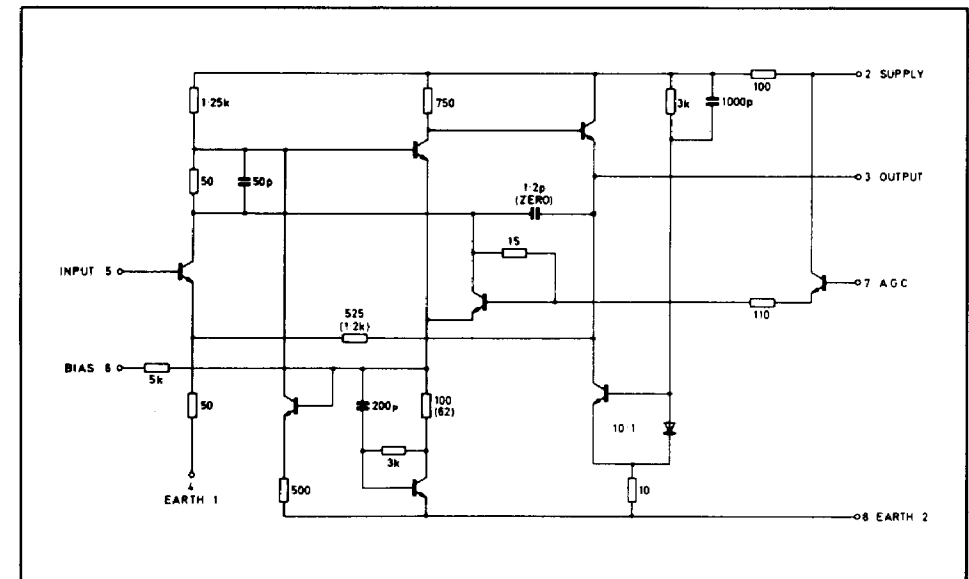 1·25k
750
3k
1000p
100
2 SUPPLY
50
50p
1·2p
(ZERO)
3 OUTPUT
15
INPUT 5
7 AGC
110
525
(1·2k)
BIAS 6
5k
50
200p
100
(62)
10:1
3k
4
EARTH 1
500
10
8 EARTH 2